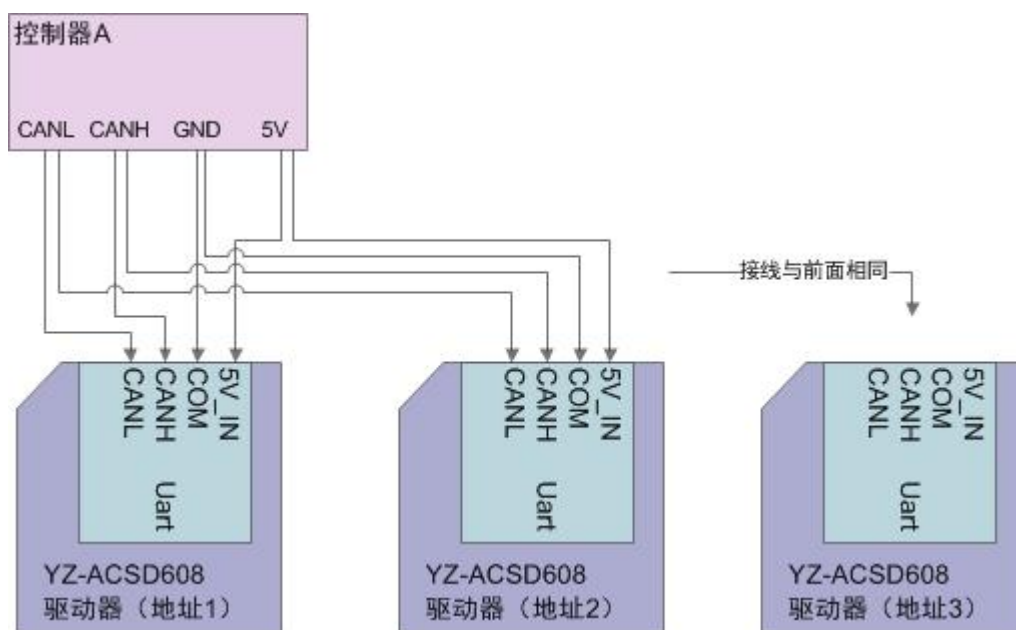 控制器A
CANL CANH GND 5V
接线与前面相同
5V_IN
COM
CANH
CANL
Uart
YZ-ACSD608
驱动器（地址1）
5V_IN
COM
CANH
CANL
Uart
YZ-ACSD608
驱动器（地址2）
5V_IN
COM
CANH
CANL
Uart
YZ-ACSD608
驱动器（地址3）